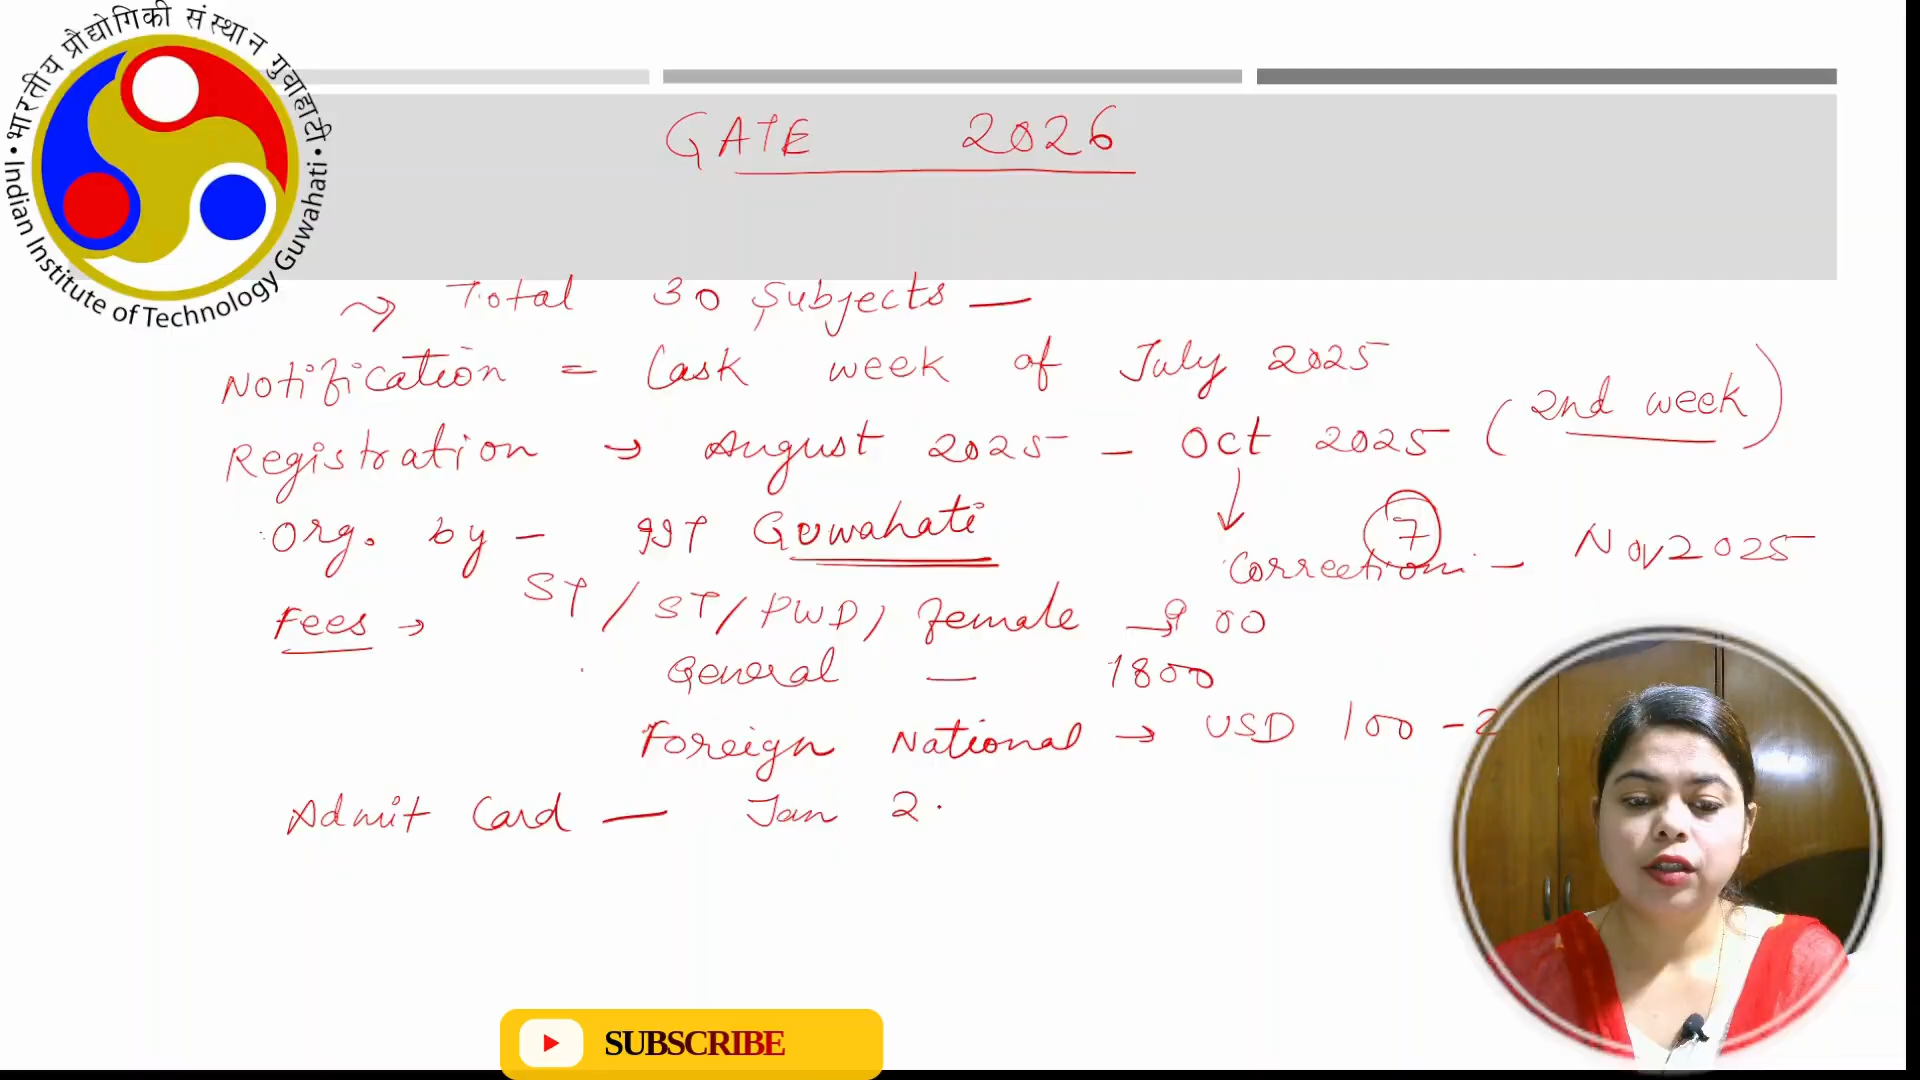 भारतीय प्रौद्योगिकी संस्थान गुवाहाटी
Indian Institute of Technology Guwahati
GATE 2026
Total 30 Subjects —
Notification = Last week of July 2025
Registration → August 2025 – Oct 2025 (2nd week)
Org. by – IIT Guwahati
7
Correction – Nov 2025
Fees → ST / ST / PWD, Female → 900
General — 1800
Foreign National → USD 100 - 2
Admit Card — Jan 2
SUBSCRIBE